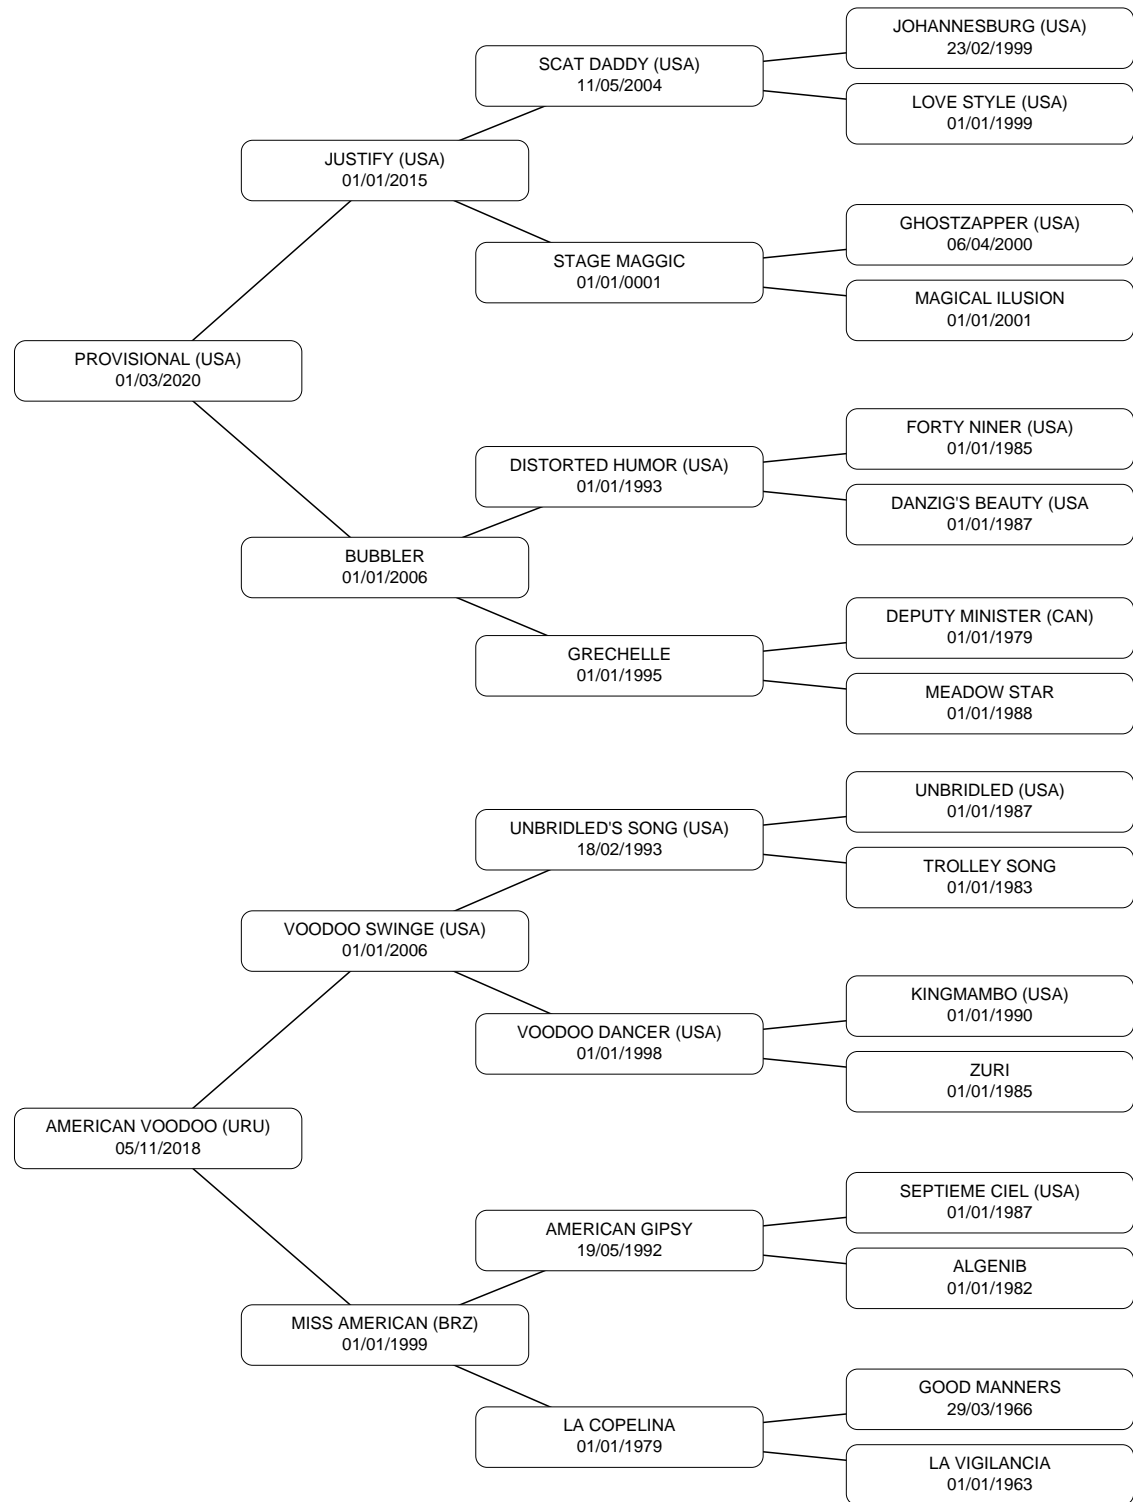 JOHANNESBURG (USA)
23/02/1999
SCAT DADDY (USA)
11/05/2004
LOVE STYLE (USA)
01/01/1999
JUSTIFY (USA)
01/01/2015
GHOSTZAPPER (USA)
06/04/2000
STAGE MAGGIC
01/01/0001
MAGICAL ILUSION
01/01/2001
PROVISIONAL (USA)
01/03/2020
FORTY NINER (USA)
01/01/1985
DISTORTED HUMOR (USA)
01/01/1993
DANZIG'S BEAUTY (USA
01/01/1987
BUBBLER
01/01/2006
DEPUTY MINISTER (CAN)
01/01/1979
GRECHELLE
01/01/1995
MEADOW STAR
01/01/1988
UNBRIDLED (USA)
01/01/1987
UNBRIDLED'S SONG (USA)
18/02/1993
TROLLEY SONG
01/01/1983
VOODOO SWINGE (USA)
01/01/2006
KINGMAMBO (USA)
01/01/1990
VOODOO DANCER (USA)
01/01/1998
ZURI
01/01/1985
AMERICAN VOODOO (URU)
05/11/2018
SEPTIEME CIEL (USA)
01/01/1987
AMERICAN GIPSY
19/05/1992
ALGENIB
01/01/1982
MISS AMERICAN (BRZ)
01/01/1999
GOOD MANNERS
29/03/1966
LA COPELINA
01/01/1979
LA VIGILANCIA
01/01/1963